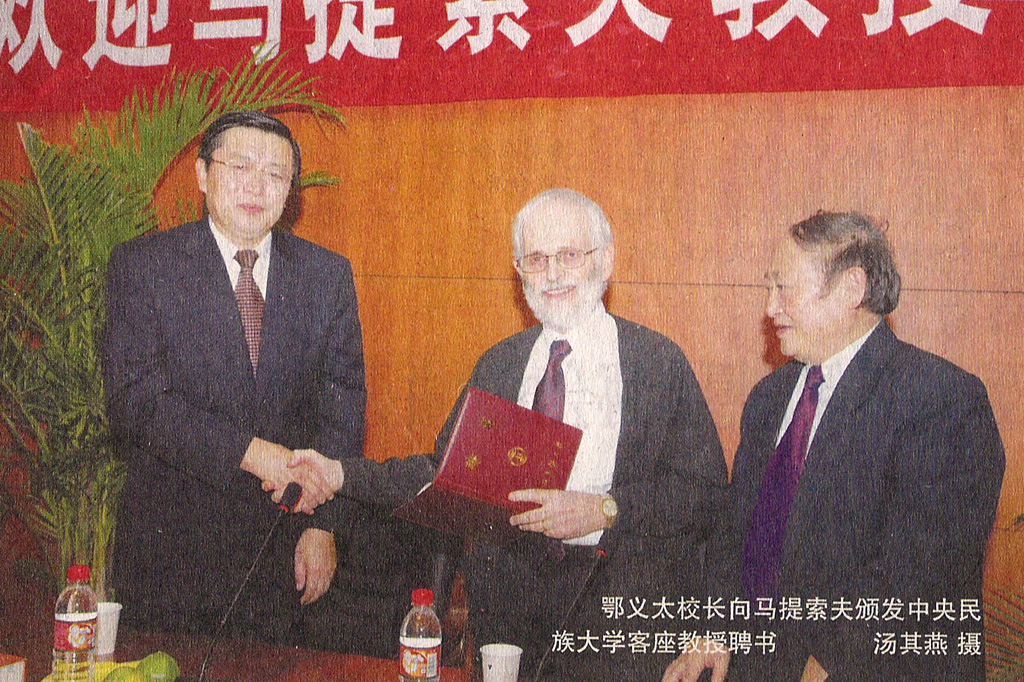 欢迎马提索夫教授
鄂义太校长向马提索夫颁发中央民
族大学客座教授聘书 汤其燕 摄